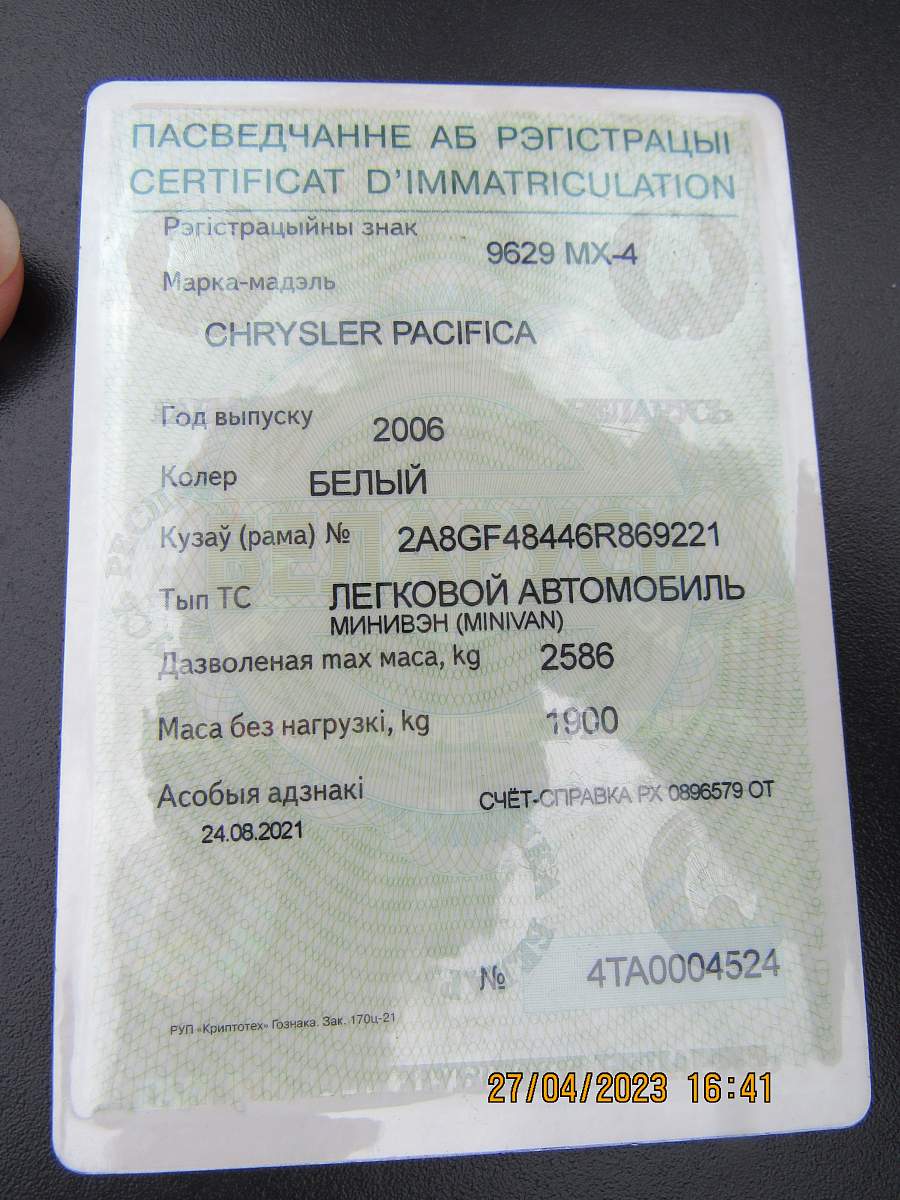 ПАСВЕДЧАННЕ АБ РЭГІСТРАЦЫІ
CERTIFICAT D'IMMATRICULATION
Рэгістрацыйны знак
9629 MX-4
Марка-мадэль
CHRYSLER PACIFICA
Год выпуску 2006
Колер БЕЛЫЙ
Кузаў (рама) № 2A8GF48446R869221
Тып ТС ЛЕГКОВОЙ АВТОМОБИЛЬ
МИНИВЭН (MINIVAN)
Дазволеная max маса, kg 2586
Маса без нагрузкі, kg 1900
Асобыя адзнакі СЧЁТ-СПРАВКА РХ 0896579 ОТ
24.08.2021
БЕЛАРУСЬ
№ 4TA0004524
РУП «Криптотех» Гознака. Зак. 170ц-21
27/04/2023 16:41